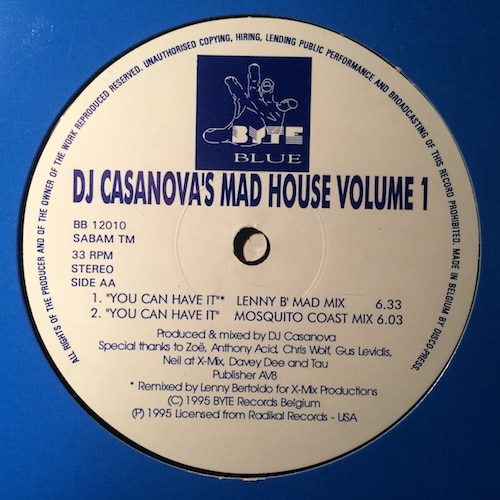 ALL RIGHTS OF THE PRODUCER AND OF THE OWNER OF THE WORK REPRODUCED RESERVED. UNAUTHORISED COPYING, HIRING, LENDING PUBLIC PERFORMANCE AND BROADCASTING OF THIS RECORD PROHIBITED. MADE IN BELGIUM BY DISCO-PRESS.
BYTE
BLUE
DJ CASANOVA'S MAD HOUSE VOLUME 1
BB 12010
SABAM TM
33 RPM
STEREO
SIDE AA
1. "YOU CAN HAVE IT"* LENNY B' MAD MIX 6.33
2. "YOU CAN HAVE IT" MOSQUITO COAST MIX 6.03
Produced & mixed by DJ Casanova
Special thanks to Zoë, Anthony Acid, Chris Wolf, Gus Levidis,
Neil at X-Mix, Davey Dee and Tau
Publisher AV8
* Remixed by Lenny Bertoldo for X-Mix Productions
(C) 1995 BYTE Records Belgium
(P) 1995 Licensed from Radikal Records - USA